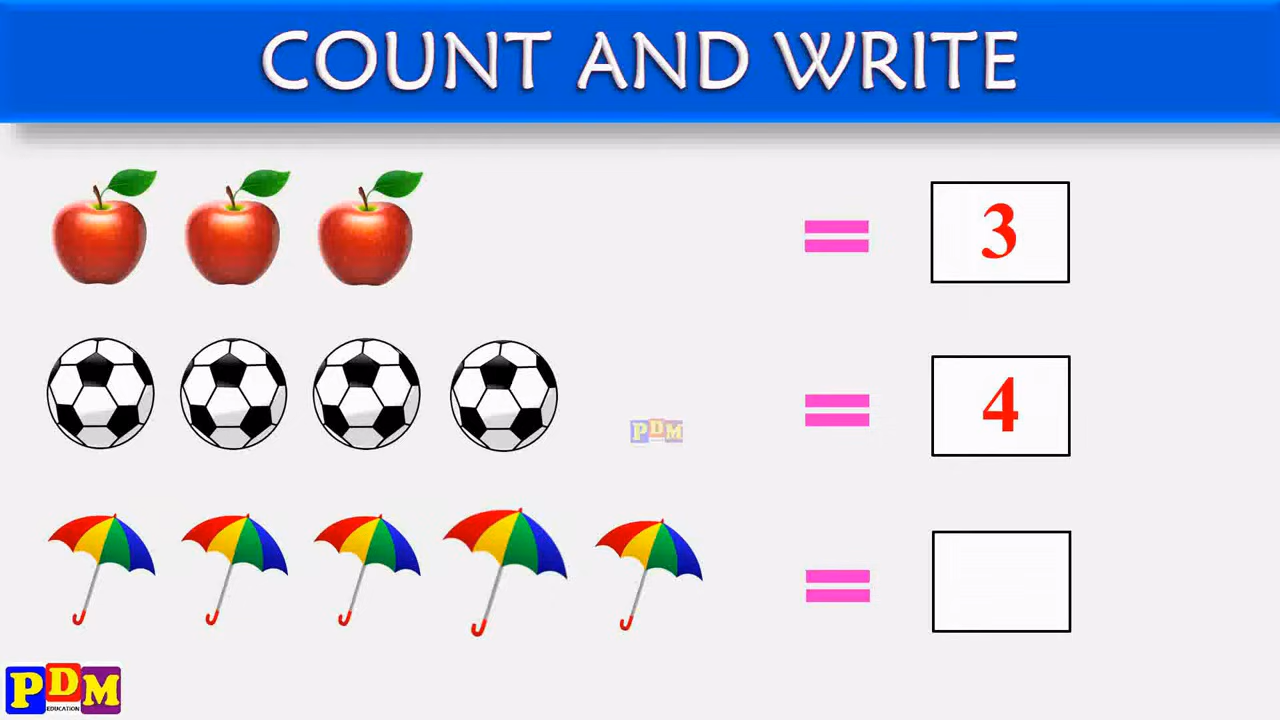 COUNT AND WRITE
= 3
= 4
PDM
=
PDM
EDUCATION